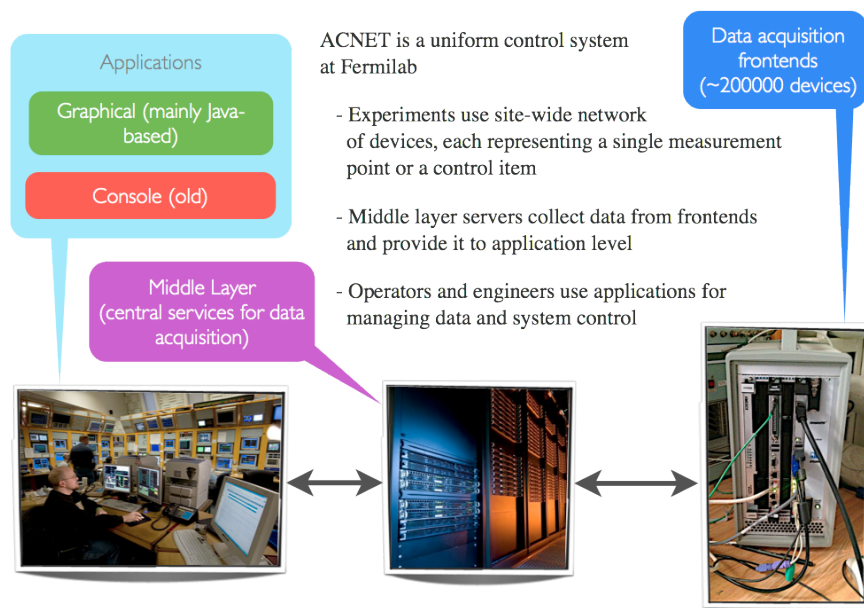 Applications
Graphical (mainly Java-
based)
Console (old)
Middle Layer
(central services for data
acquisition)
ACNET is a uniform control system
at Fermilab
- Experiments use site-wide network
of devices, each representing a single measurement
point or a control item
- Middle layer servers collect data from frontends
and provide it to application level
- Operators and engineers use applications for
managing data and system control
Data acquisition
frontends
(~200000 devices)